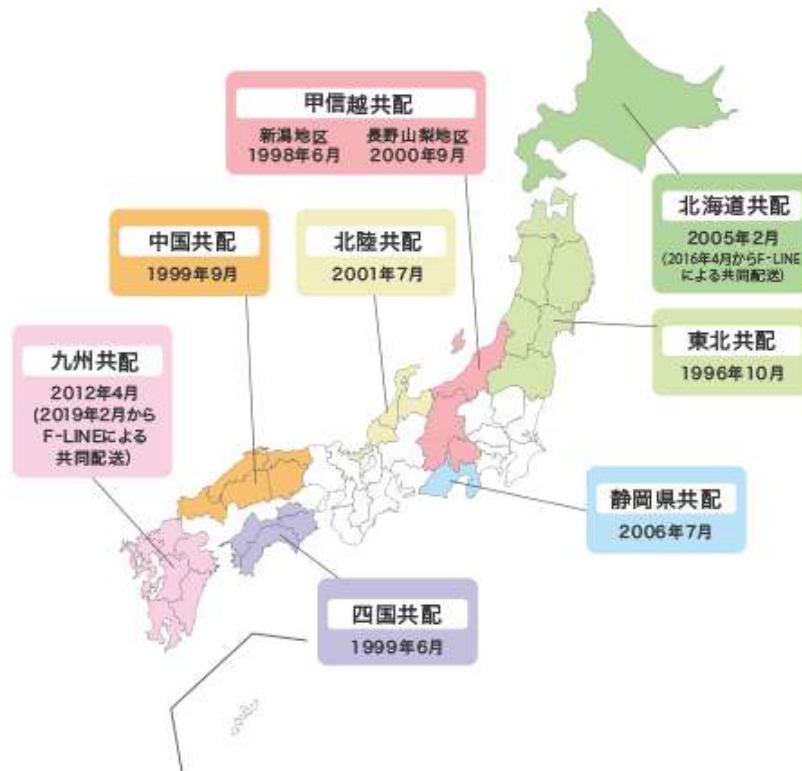 甲信越共配
新潟地区 長野山梨地区
1998年6月 2000年9月
北海道共配
2005年2月
(2016年4月からF-LINE
による共同配送)
中国共配
1999年9月
北陸共配
2001年7月
東北共配
1996年10月
九州共配
2012年4月
(2019年2月から
F-LINEによる
共同配送)
静岡県共配
2006年7月
四国共配
1999年6月